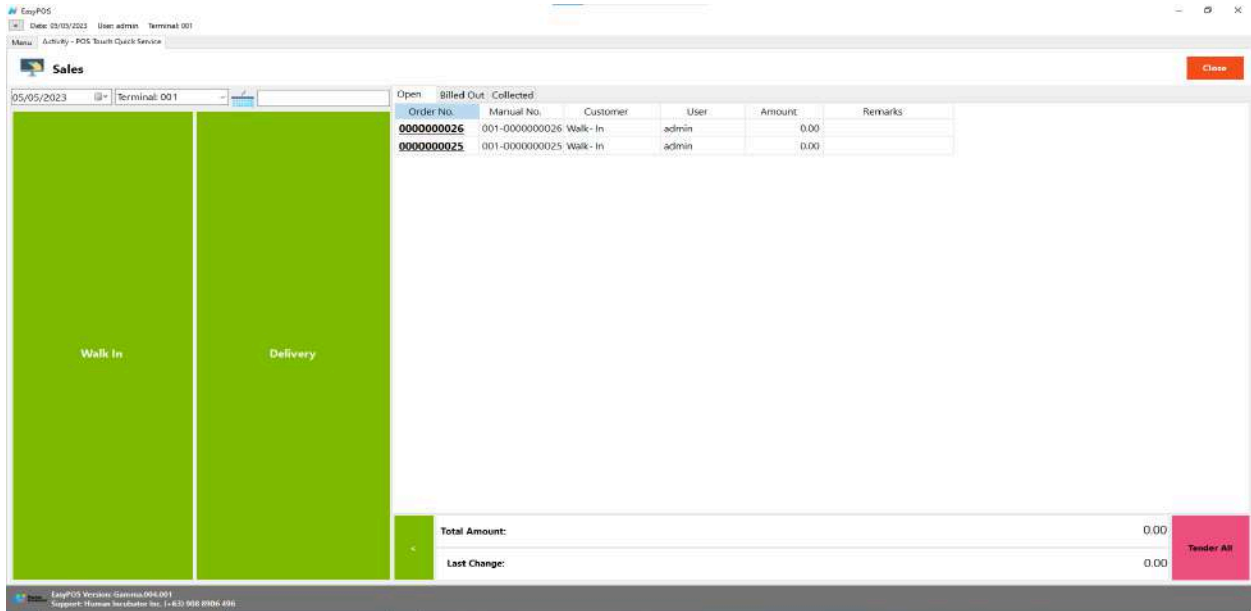 EasyPOS
Date: 05/05/2023 User: admin Terminal: 001
Menu Activity - POS Touch Quick Service
Sales
Close
05/05/2023 Terminal: 001
Open Billed Out Collected
Order No. Manual No. Customer User Amount Remarks
0000000026 001-0000000026 Walk- In admin 0.00
0000000025 001-0000000025 Walk- In admin 0.00
Walk In
Delivery
Total Amount: 0.00
<
Tender All
Last Change: 0.00
EasyPOS Version: Gamma.004.001
Support: Human Incubator Inc. (+63) 908 8906 496